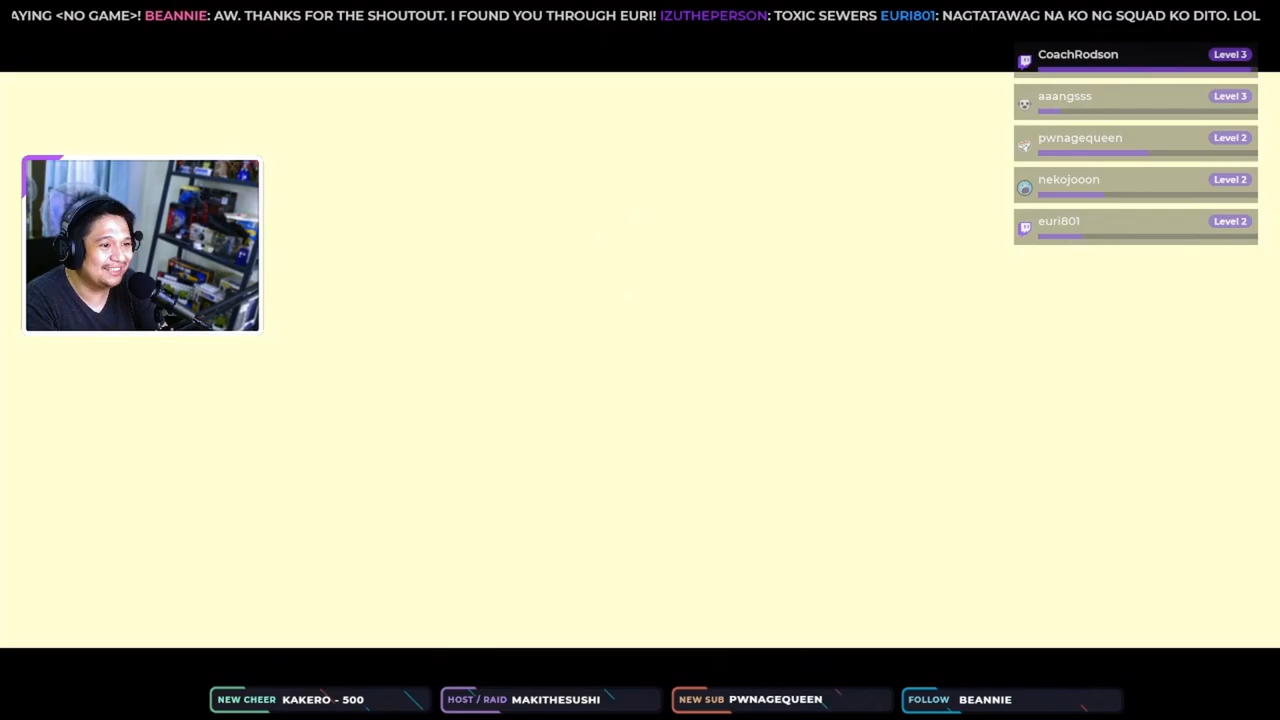 AYING <NO GAME>! BEANNIE: AW. THANKS FOR THE SHOUTOUT. I FOUND YOU THROUGH EURI! IZUTHEPERSON: TOXIC SEWERS EURI801: NAGTATAWAG NA KO NG SQUAD KO DITO. LOL
CoachRodson Level 3
aaangsss Level 3
pwnagequeen Level 2
nekojooon Level 2
euri801 Level 2
NEW CHEER KAKERO - 500 HOST / RAID MAKITHESUSHI NEW SUB PWNAGEQUEEN FOLLOW BEANNIE